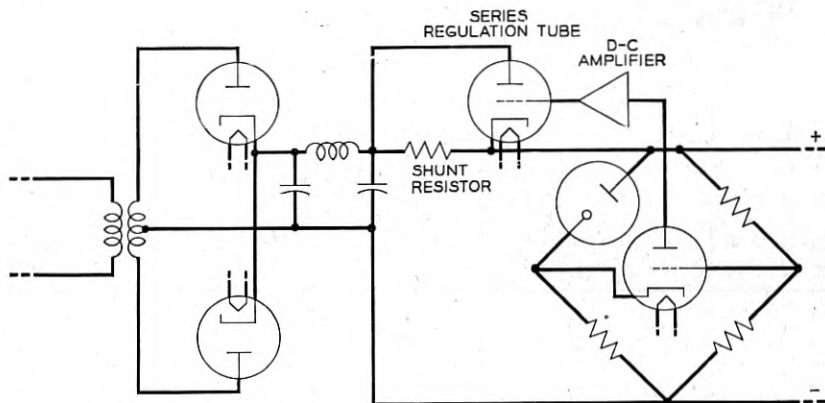 SERIES
REGULATION TUBE
D-C
AMPLIFIER
+
SHUNT
RESISTOR
-